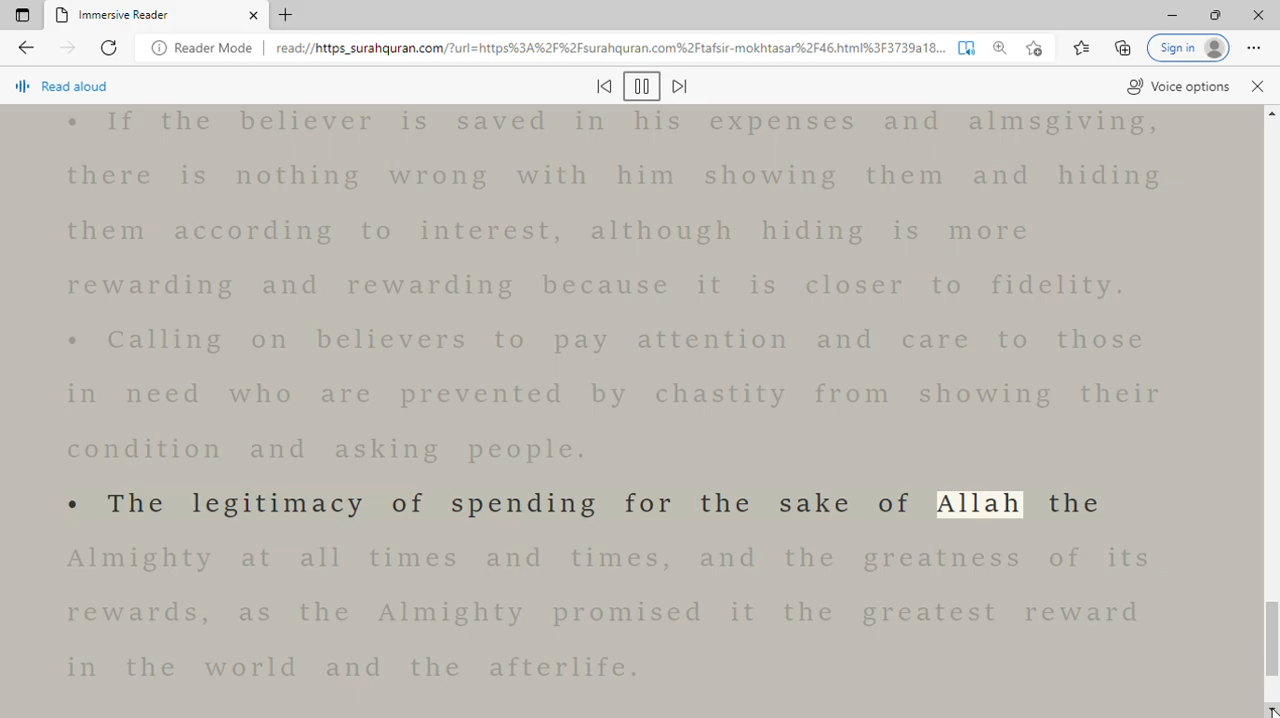 Immersive Reader
Reader Mode
read://https_surahquran.com/?url=https%3A%2F%2Fsurahquran.com%2Ftafsir-mokhtasar%2F46.html%3F3739a18...
Sign in
Read aloud
Voice options
• If the believer is saved in his expenses and almsgiving,
there is nothing wrong with him showing them and hiding
them according to interest, although hiding is more
rewarding and rewarding because it is closer to fidelity.
• Calling on believers to pay attention and care to those
in need who are prevented by chastity from showing their
condition and asking people.
• The legitimacy of spending for the sake of Allah the
Almighty at all times and times, and the greatness of its
rewards, as the Almighty promised it the greatest reward
in the world and the afterlife.